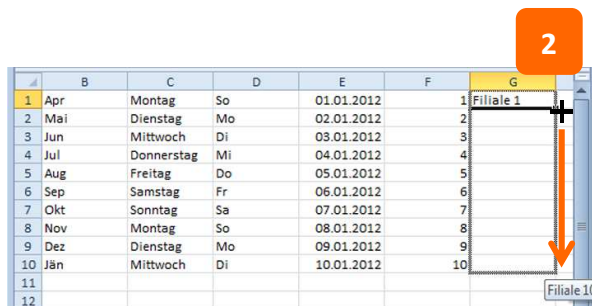 2
B C D E F G
1 Apr Montag So 01.01.2012 1 Filiale 1
2 Mai Dienstag Mo 02.01.2012 2
3 Jun Mittwoch Di 03.01.2012 3
4 Jul Donnerstag Mi 04.01.2012 4
5 Aug Freitag Do 05.01.2012 5
6 Sep Samstag Fr 06.01.2012 6
7 Okt Sonntag Sa 07.01.2012 7
8 Nov Montag So 08.01.2012 8
9 Dez Dienstag Mo 09.01.2012 9
10 Jän Mittwoch Di 10.01.2012 10
11
Filiale 10
12